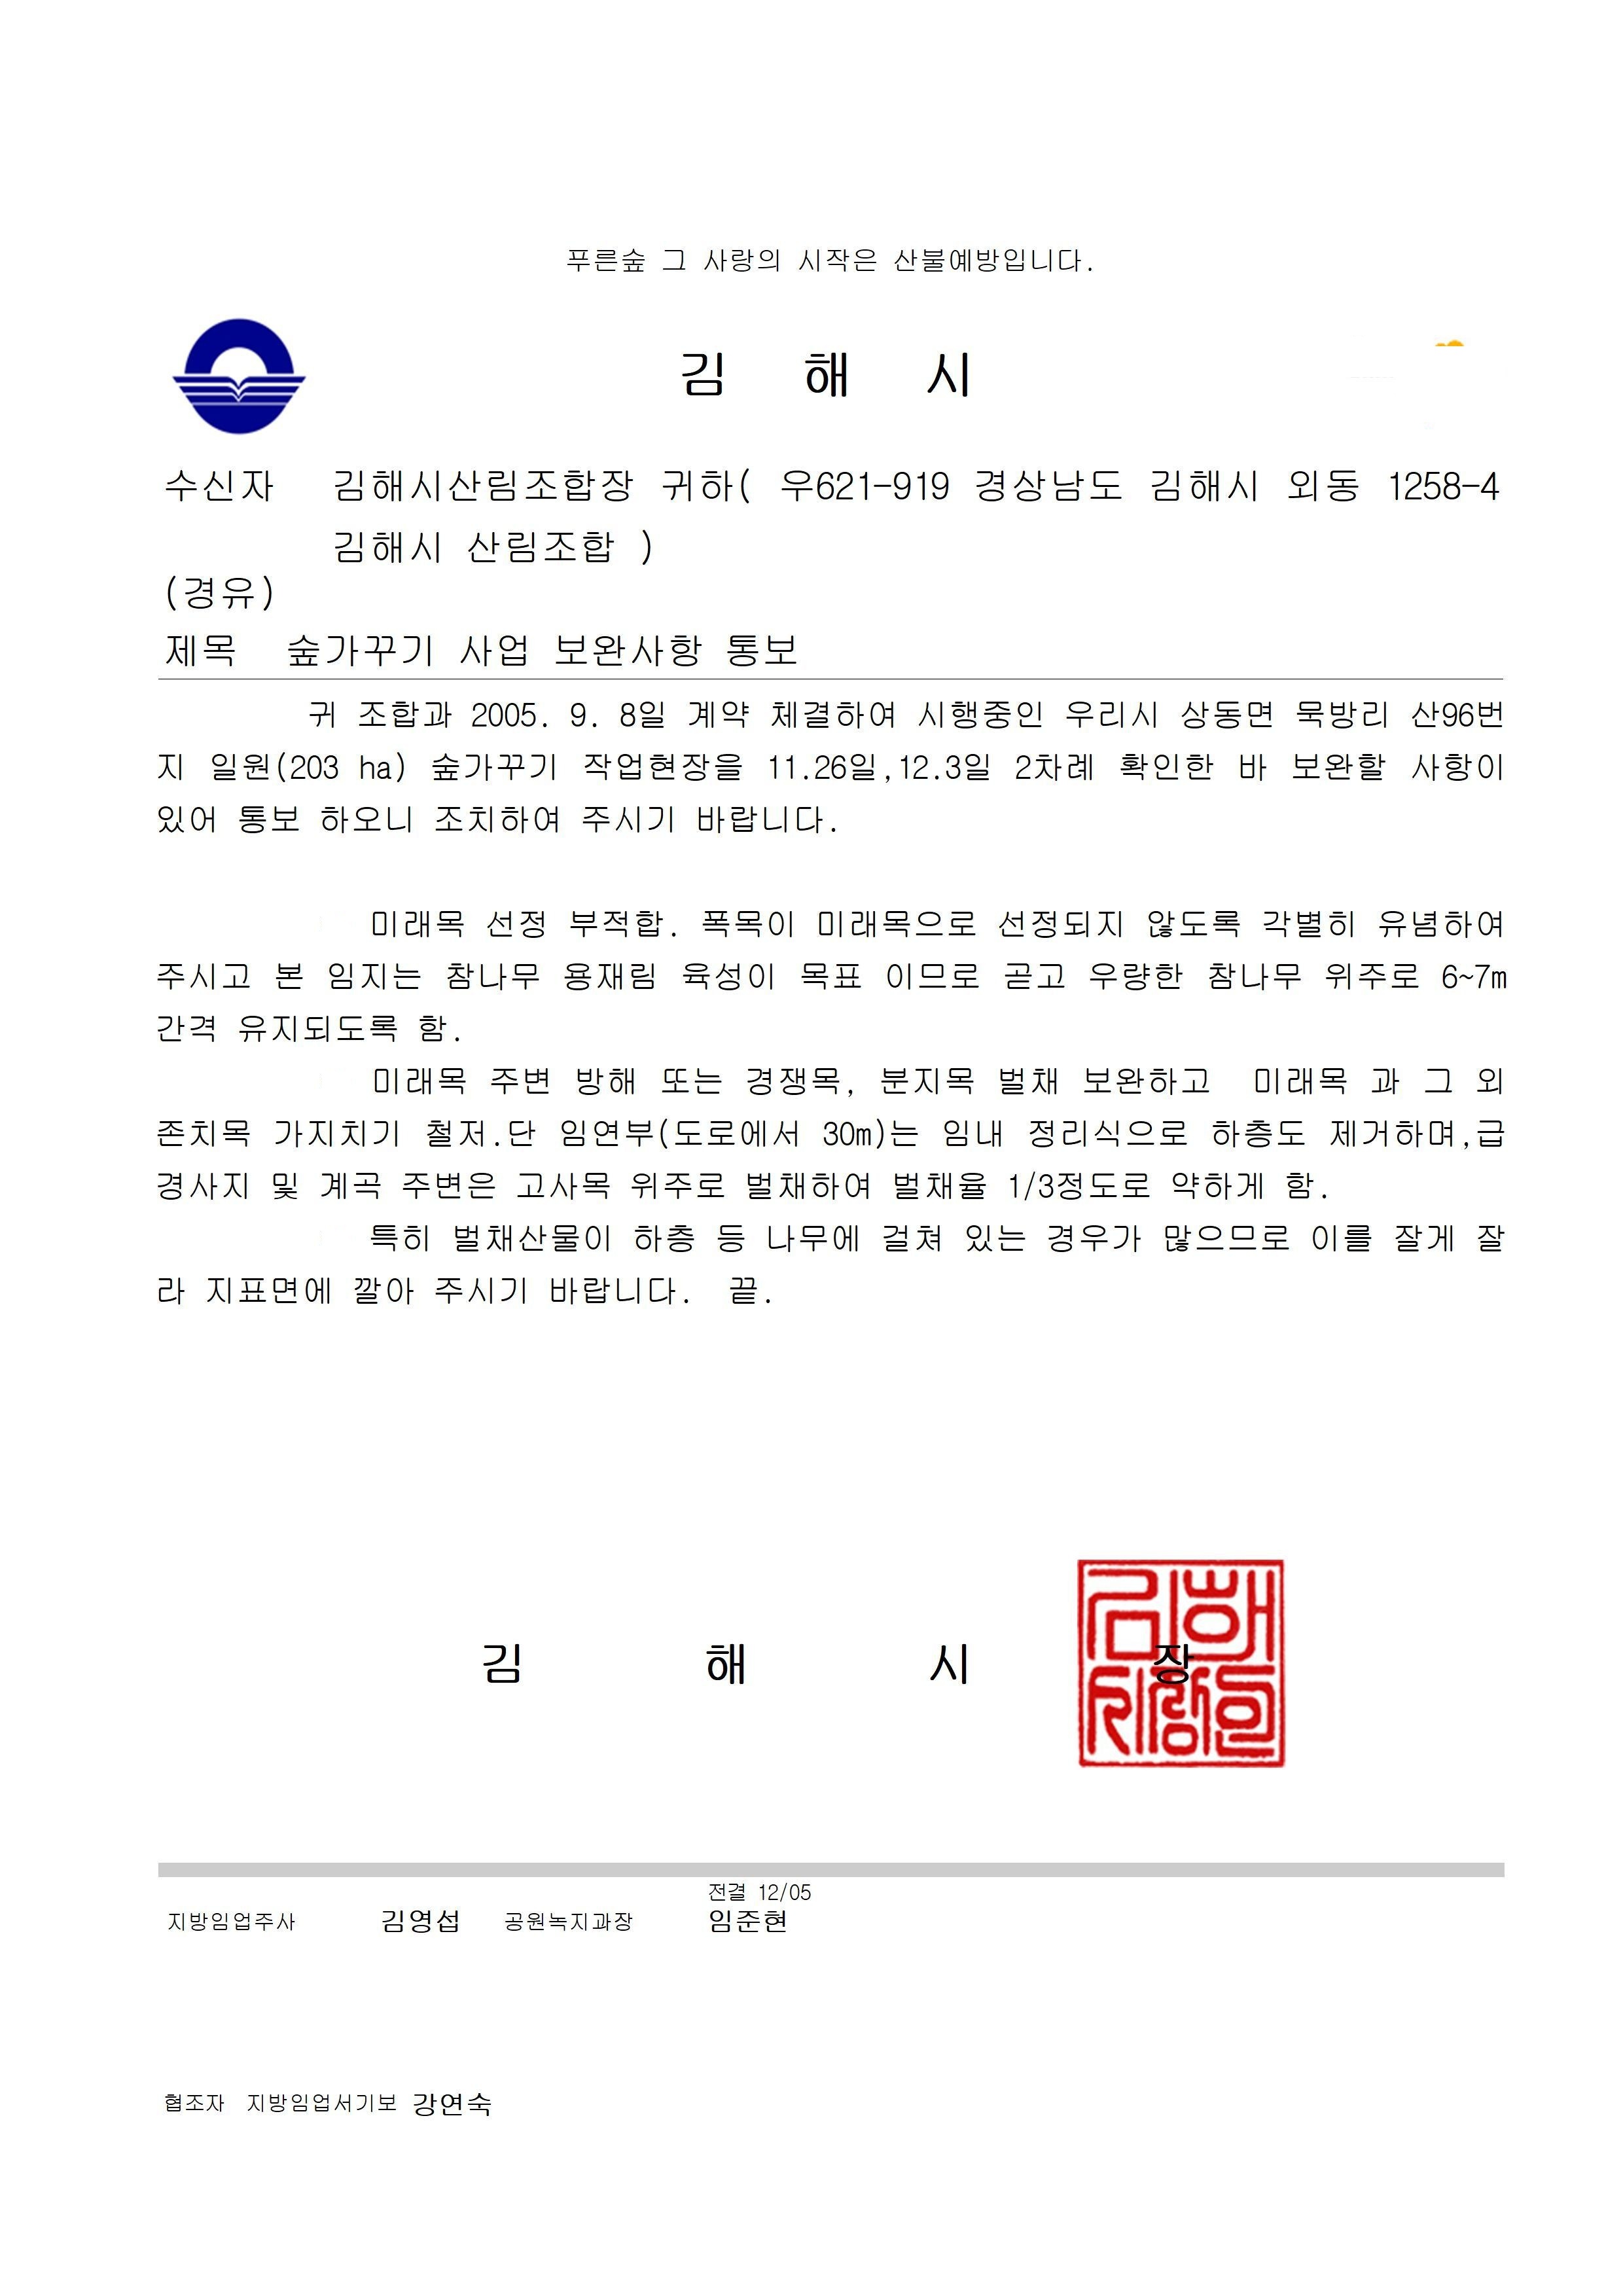 푸른숲 그 사랑의 시작은 산불예방입니다.
김 해 시
수신자 김해시산림조합장 귀하( 우621-919 경상남도 김해시 외동 1258-4
김해시 산림조합 )
(경유)
제목 숲가꾸기 사업 보완사항 통보
귀 조합과 2005. 9. 8일 계약 체결하여 시행중인 우리시 상동면 묵방리 산96번
지 일원(203 ha) 숲가꾸기 작업현장을 11.26일,12.3일 2차례 확인한 바 보완할 사항이
있어 통보 하오니 조치하여 주시기 바랍니다.
미래목 선정 부적합. 폭목이 미래목으로 선정되지 않도록 각별히 유념하여
주시고 본 임지는 참나무 용재림 육성이 목표 이므로 곧고 우량한 참나무 위주로 6~7m
간격 유지되도록 함.
미래목 주변 방해 또는 경쟁목, 분지목 벌채 보완하고 미래목 과 그 외
존치목 가지치기 철저.단 임연부(도로에서 30m)는 임내 정리식으로 하층도 제거하며,급
경사지 및 계곡 주변은 고사목 위주로 벌채하여 벌채율 1/3정도로 약하게 함.
특히 벌채산물이 하층 등 나무에 걸쳐 있는 경우가 많으므로 이를 잘게 잘
라 지표면에 깔아 주시기 바랍니다. 끝.
김 해 시 장
전결 12/05
지방임업주사 김영섭 공원녹지과장 임준현
협조자 지방임업서기보 강연숙